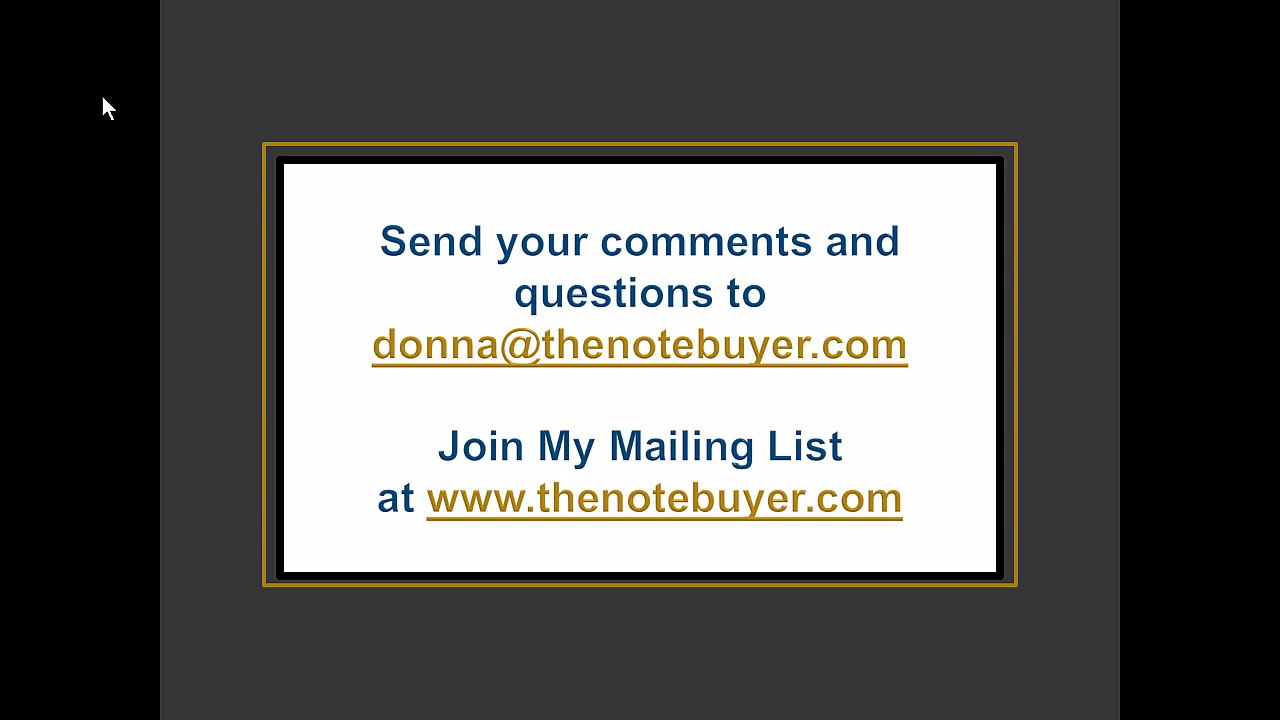 Send your comments and
questions to
donna@thenotebuyer.com
Join My Mailing List
at www.thenotebuyer.com